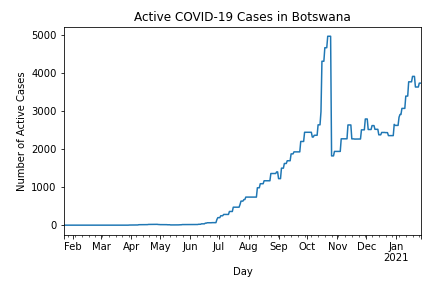 Active COVID-19 Cases in Botswana
Number of Active Cases
5000
4000
3000
2000
1000
0
Feb Mar Apr May Jun Jul Aug Sep Oct Nov Dec Jan
2021
Day